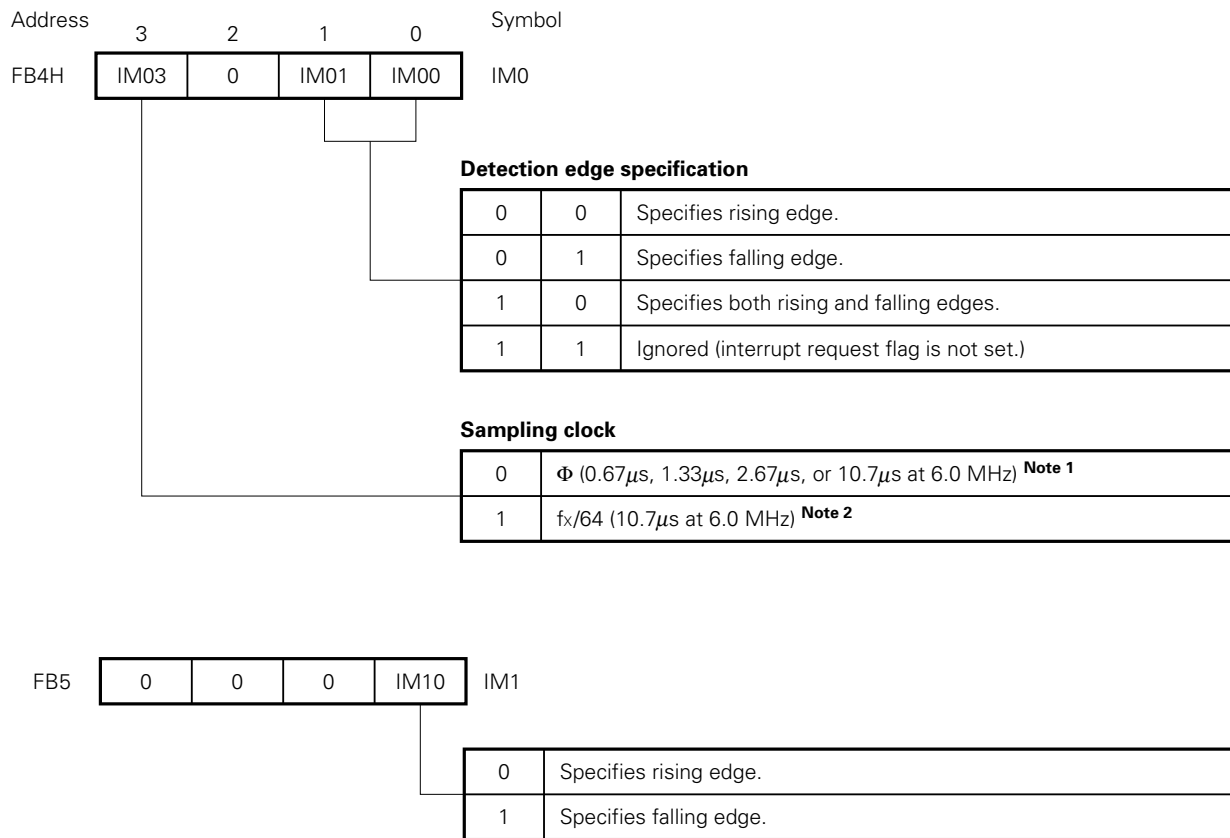 Address 3 2 1 0 Symbol
FB4H IM03 0 IM01 IM00 IM0
Detection edge specification
0 0 Specifies rising edge.
0 1 Specifies falling edge.
1 0 Specifies both rising and falling edges.
1 1 Ignored (interrupt request flag is not set.)
Sampling clock
0 Φ (0.67μs, 1.33μs, 2.67μs, or 10.7μs at 6.0 MHz) Note 1
1 fx/64 (10.7μs at 6.0 MHz) Note 2
FB5 0 0 0 IM10 IM1
0 Specifies rising edge.
1 Specifies falling edge.